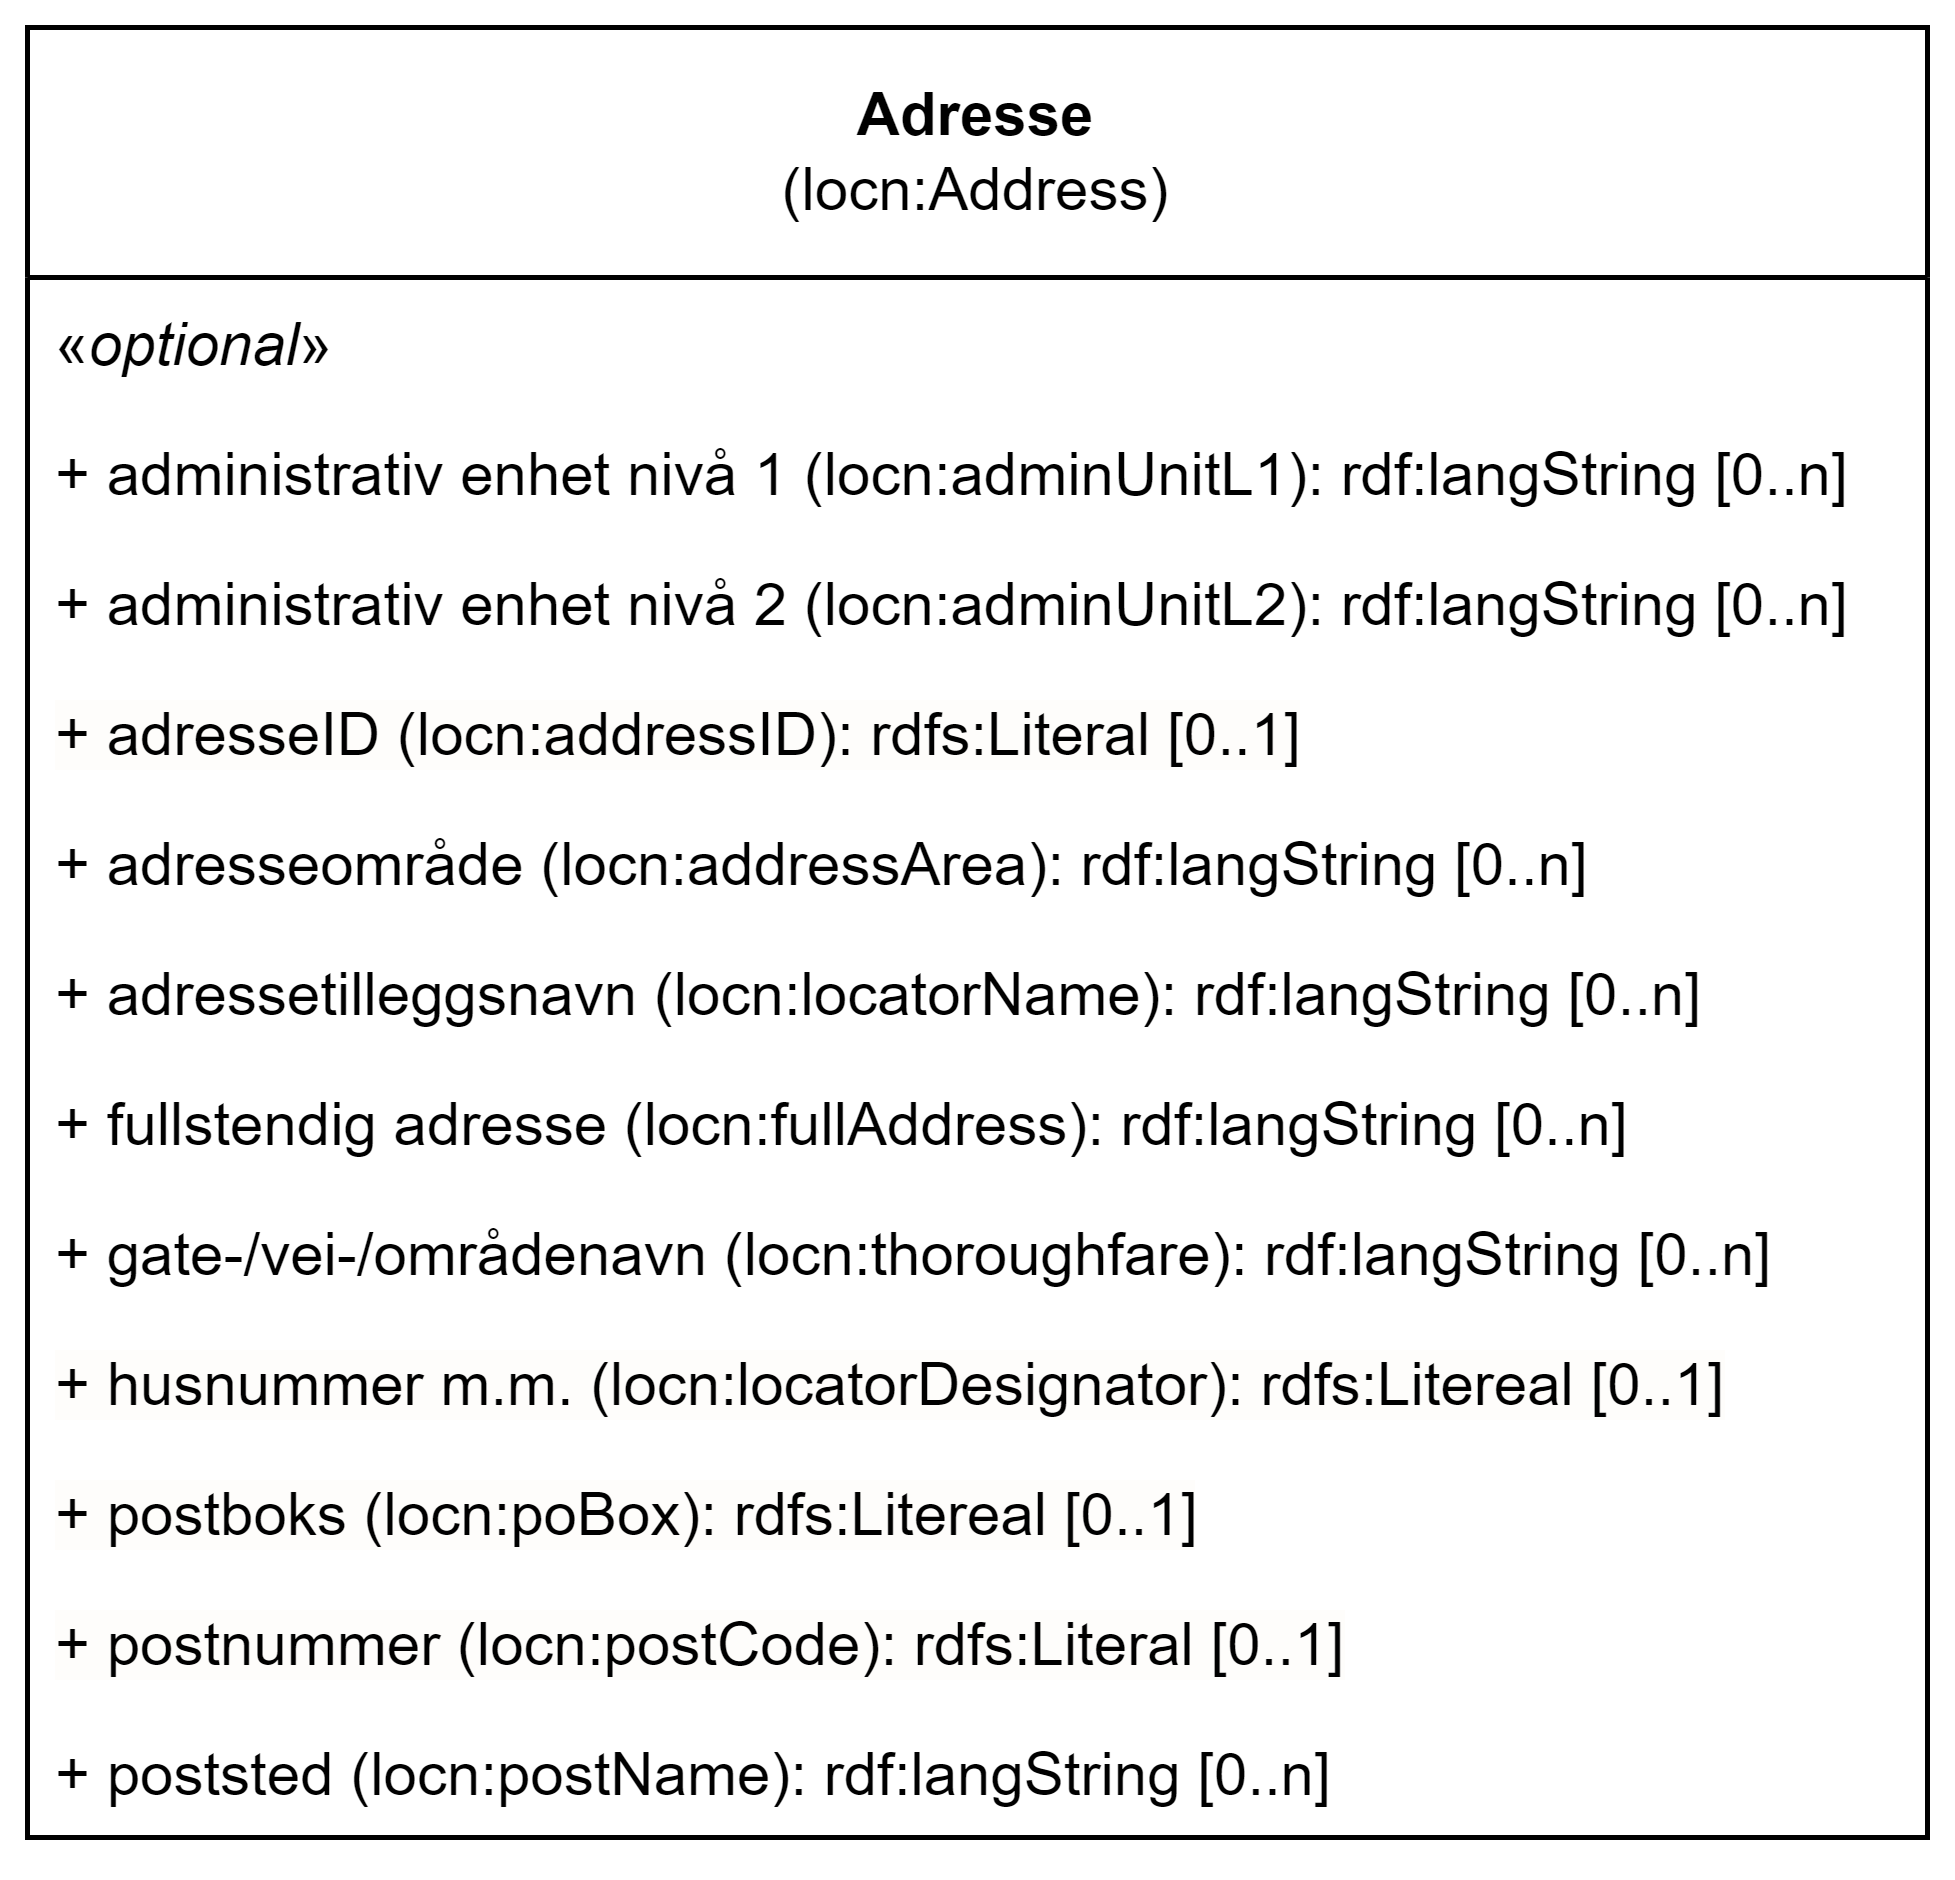 Adresse
(locn:Address)
«optional»
+ administrativ enhet nivå 1 (locn:adminUnitL1): rdf:langString [0..n]
+ administrativ enhet nivå 2 (locn:adminUnitL2): rdf:langString [0..n]
+ adresseID (locn:addressID): rdfs:Literal [0..1]
+ adresseområde (locn:addressArea): rdf:langString [0..n]
+ adressetilleggsnavn (locn:locatorName): rdf:langString [0..n]
+ fullstendig adresse (locn:fullAddress): rdf:langString [0..n]
+ gate-/vei-/områdenavn (locn:thoroughfare): rdf:langString [0..n]
+ husnummer m.m. (locn:locatorDesignator): rdfs:Litereal [0..1]
+ postboks (locn:poBox): rdfs:Litereal [0..1]
+ postnummer (locn:postCode): rdfs:Literal [0..1]
+ poststed (locn:postName): rdf:langString [0..n]